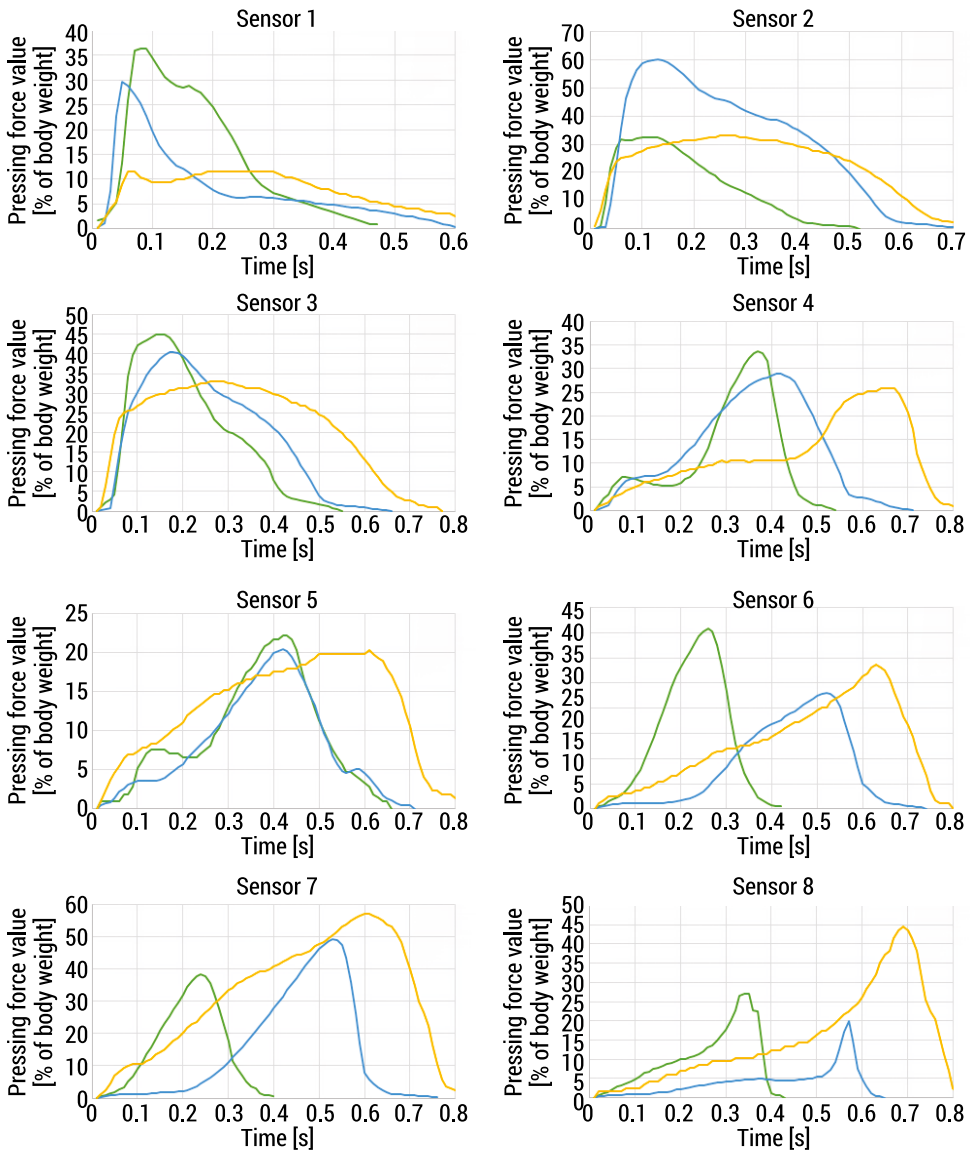 Sensor 1
Pressing force value
[% of body weight]
40
35
30
25
20
15
10
5
0
0 0.1 0.2 0.3 0.4 0.5 0.6
Time [s]
Sensor 2
Pressing force value
[% of body weight]
70
60
50
40
30
20
10
0
0 0.1 0.2 0.3 0.4 0.5 0.6 0.7
Time [s]
Sensor 3
Pressing force value
[% of body weight]
50
45
40
35
30
25
20
15
10
5
0
0 0.1 0.2 0.3 0.4 0.5 0.6 0.7 0.8
Time [s]
Sensor 4
Pressing force value
[% of body weight]
40
35
30
25
20
15
10
5
0
0 0.1 0.2 0.3 0.4 0.5 0.6 0.7 0.8
Time [s]
Sensor 5
Pressing force value
[% of body weight]
25
20
15
10
5
0
0 0.1 0.2 0.3 0.4 0.5 0.6 0.7 0.8
Time [s]
Sensor 6
Pressing force value
[% of body weight]
45
40
35
30
25
20
15
10
5
0
0 0.1 0.2 0.3 0.4 0.5 0.6 0.7 0.8
Time [s]
Sensor 7
Pressing force value
[% of body weight]
60
50
40
30
20
10
0
0 0.1 0.2 0.3 0.4 0.5 0.6 0.7 0.8
Time [s]
Sensor 8
Pressing force value
[% of body weight]
50
45
40
35
30
25
20
15
10
5
0
0 0.1 0.2 0.3 0.4 0.5 0.6 0.7 0.8
Time [s]